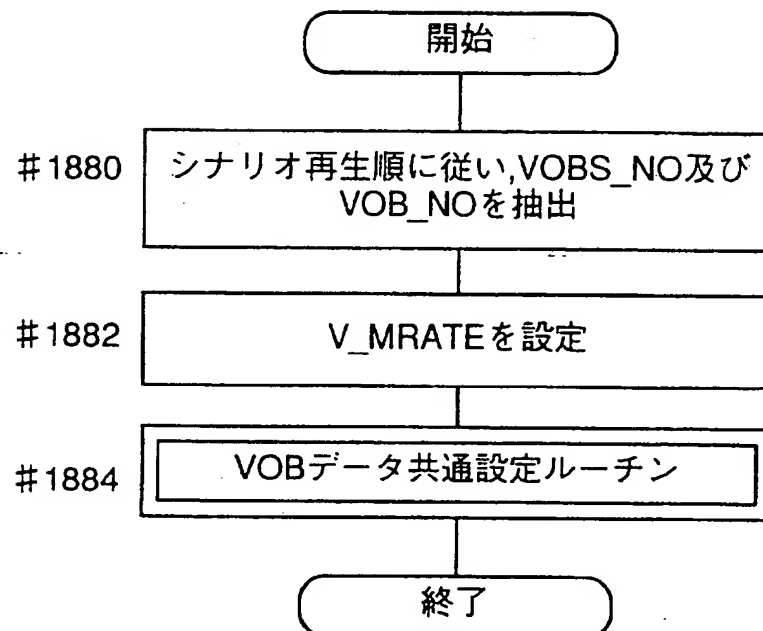 開始
#1880
シナリオ再生順に従い,VOBS_NO及び
VOB_NOを抽出
#1882
V_MRATEを設定
#1884
VOBデータ共通設定ルーチン
終了